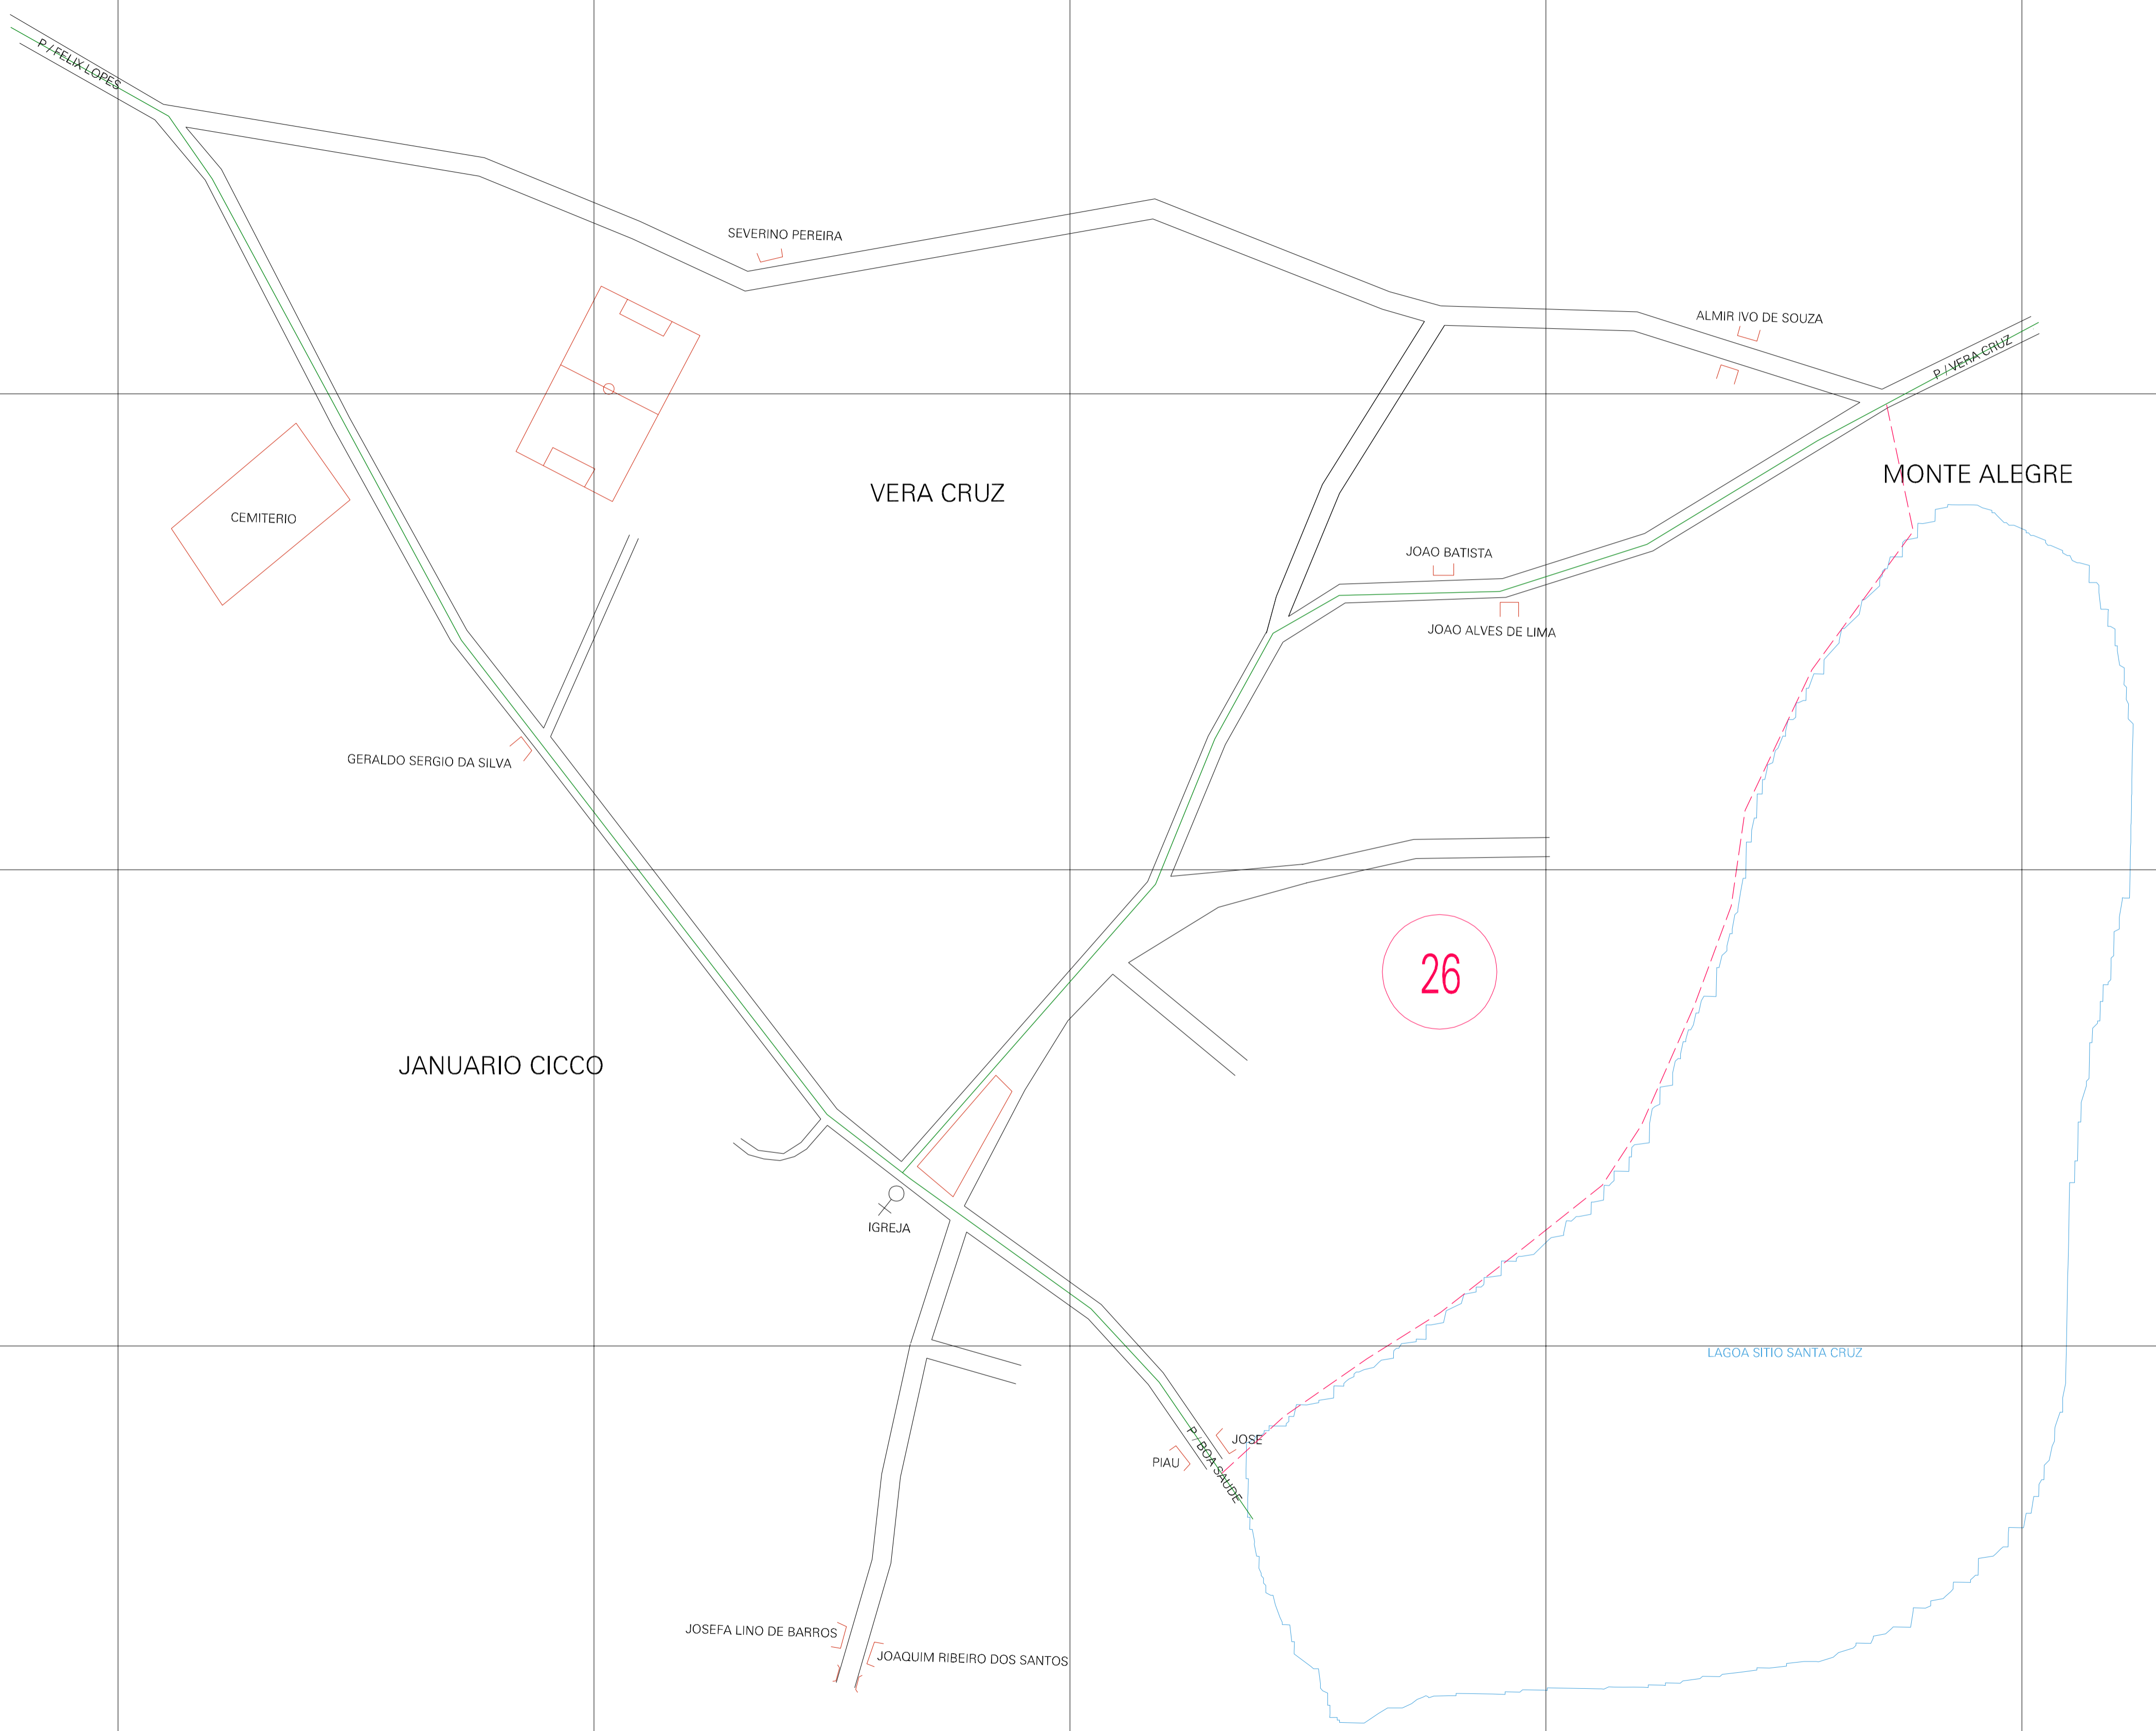 P / FELIX LOPES
SEVERINO PEREIRA
ALMIR IVO DE SOUZA
P / VERA CRUZ
MONTE ALEGRE
VERA CRUZ
CEMITERIO
JOAO BATISTA
JOAO ALVES DE LIMA
GERALDO SERGIO DA SILVA
26
JANUARIO CICCO
IGREJA
LAGOA SITIO SANTA CRUZ
JOSE
PIAU
P / BOA SAUDE
JOSEFA LINO DE BARROS
JOAQUIM RIBEIRO DOS SANTOS